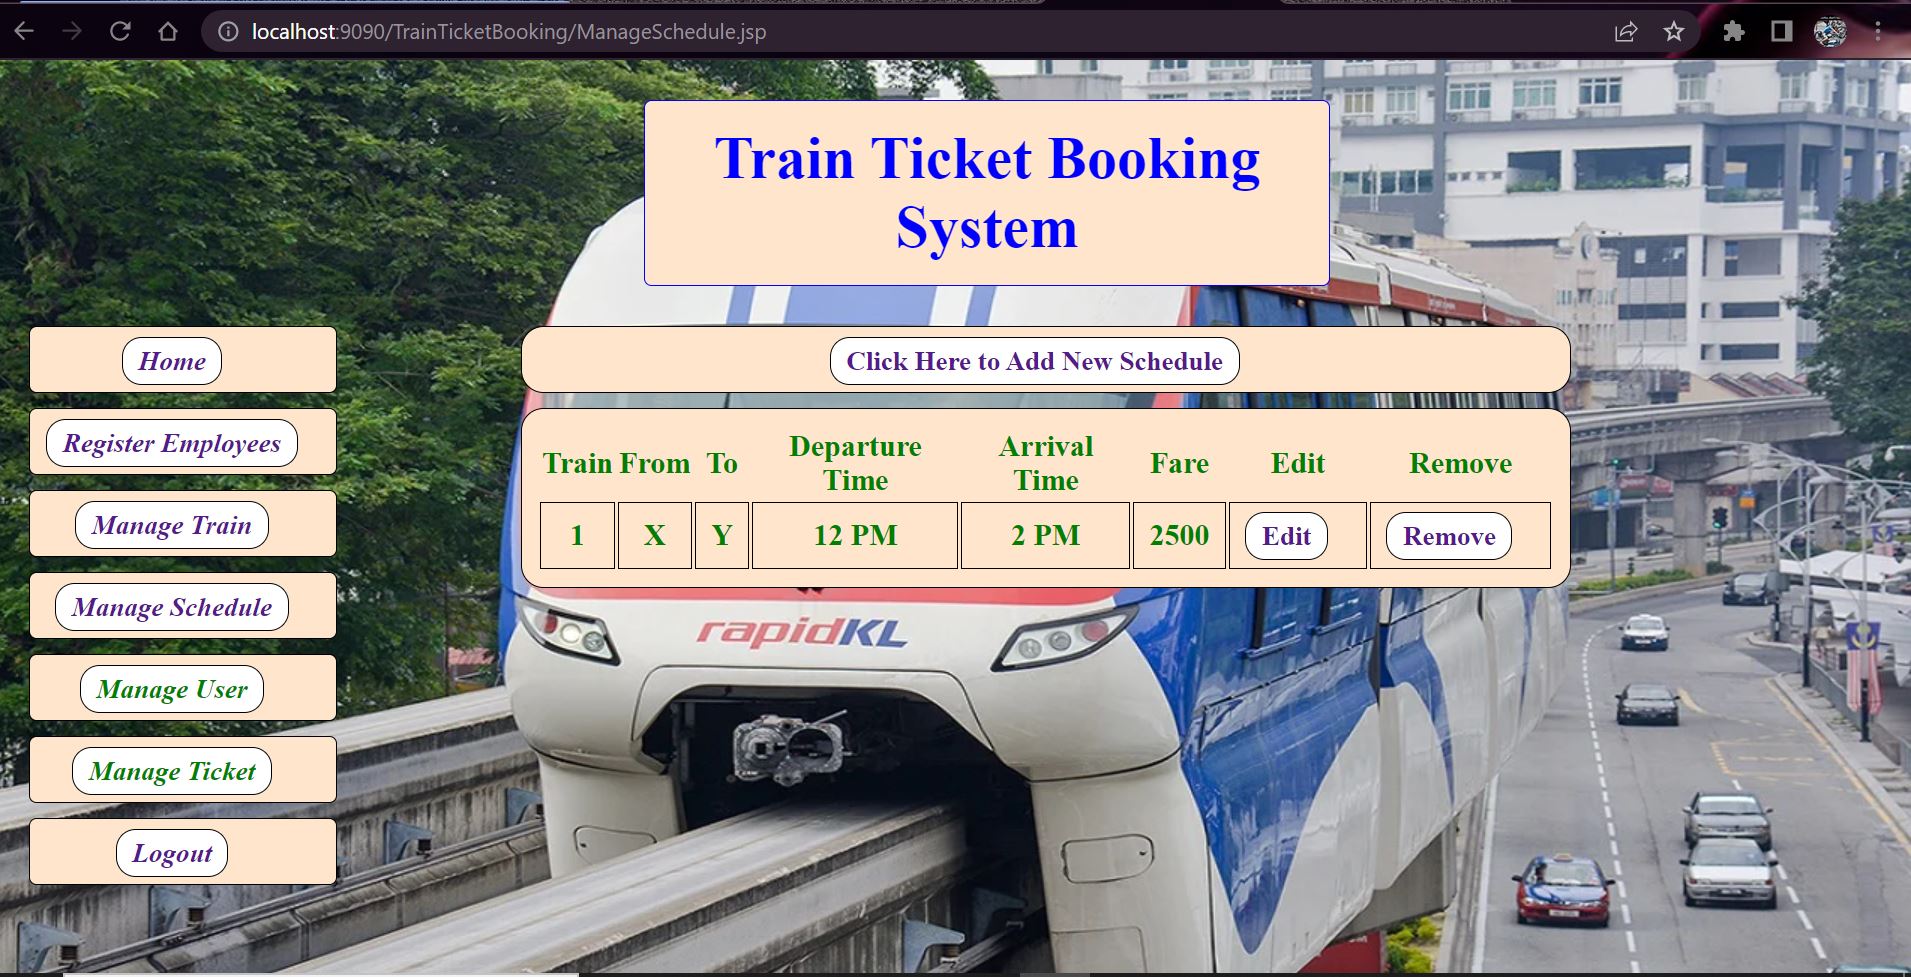 localhost:9090/TrainTicketBooking/ManageSchedule.jsp
Train Ticket Booking
System
Home
Register Employees
Manage Train
Manage Schedule
Manage User
Manage Ticket
Logout
Click Here to Add New Schedule
Train From To Departure Time Arrival Time Fare Edit Remove
1 X Y 12 PM 2 PM 2500 Edit Remove
rapidKL